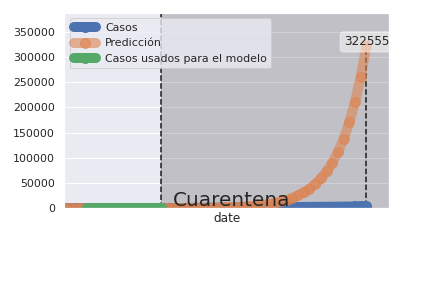 350000
300000
250000
200000
150000
100000
50000
0
Casos
Predicción
Casos usados para el modelo
322555
Cuarentena
date